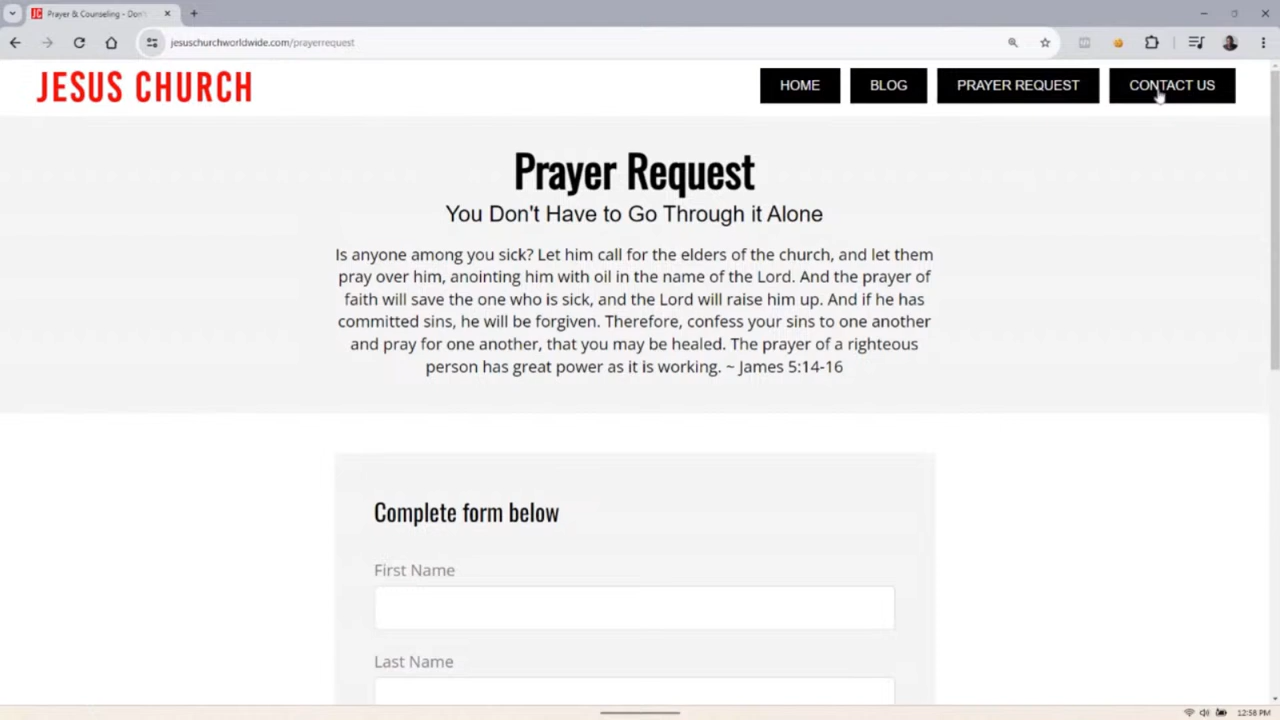 Prayer & Counseling - Don'
jesuschurchworldwide.com/prayerrequest
JESUS CHURCH
HOME
BLOG
PRAYER REQUEST
CONTACT US
Prayer Request
You Don't Have to Go Through it Alone
Is anyone among you sick? Let him call for the elders of the church, and let them
pray over him, anointing him with oil in the name of the Lord. And the prayer of
faith will save the one who is sick, and the Lord will raise him up. And if he has
committed sins, he will be forgiven. Therefore, confess your sins to one another
and pray for one another, that you may be healed. The prayer of a righteous
person has great power as it is working. ~ James 5:14-16
Complete form below
First Name
Last Name
12:58 PM